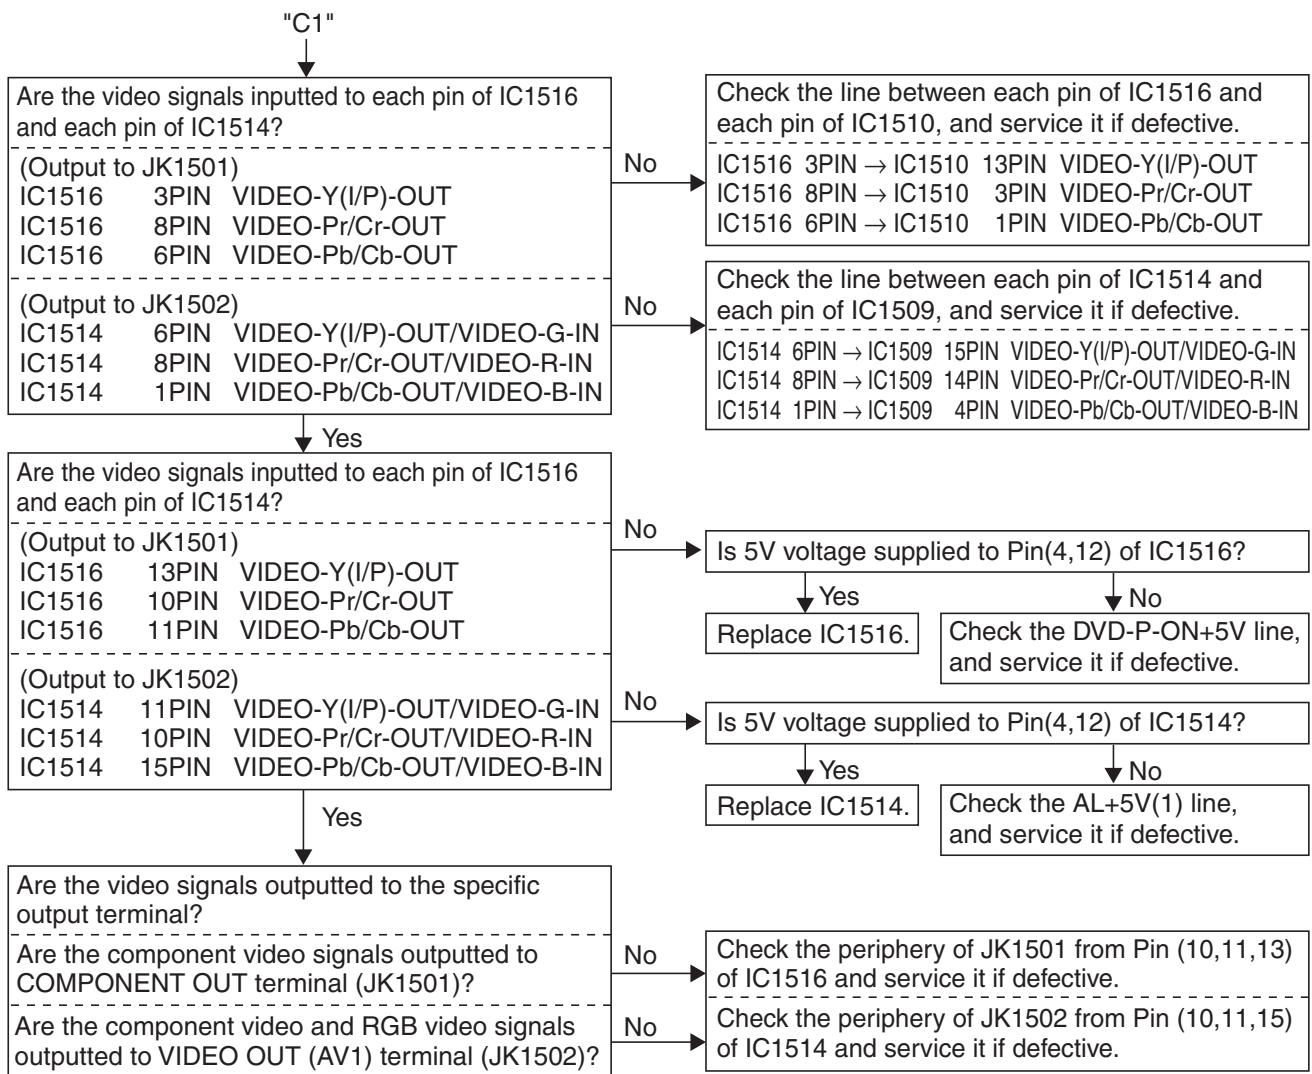 "C1"
Are the video signals inputted to each pin of IC1516
and each pin of IC1514?
(Output to JK1501)
IC1516 3PIN VIDEO-Y(I/P)-OUT
IC1516 8PIN VIDEO-Pr/Cr-OUT
IC1516 6PIN VIDEO-Pb/Cb-OUT
(Output to JK1502)
IC1514 6PIN VIDEO-Y(I/P)-OUT/VIDEO-G-IN
IC1514 8PIN VIDEO-Pr/Cr-OUT/VIDEO-R-IN
IC1514 1PIN VIDEO-Pb/Cb-OUT/VIDEO-B-IN
No
Check the line between each pin of IC1516 and
each pin of IC1510, and service it if defective.
IC1516 3PIN → IC1510 13PIN VIDEO-Y(I/P)-OUT
IC1516 8PIN → IC1510 3PIN VIDEO-Pr/Cr-OUT
IC1516 6PIN → IC1510 1PIN VIDEO-Pb/Cb-OUT
No
Check the line between each pin of IC1514 and
each pin of IC1509, and service it if defective.
IC1514 6PIN → IC1509 15PIN VIDEO-Y(I/P)-OUT/VIDEO-G-IN
IC1514 8PIN → IC1509 14PIN VIDEO-Pr/Cr-OUT/VIDEO-R-IN
IC1514 1PIN → IC1509 4PIN VIDEO-Pb/Cb-OUT/VIDEO-B-IN
Yes
Are the video signals inputted to each pin of IC1516
and each pin of IC1514?
(Output to JK1501)
IC1516 13PIN VIDEO-Y(I/P)-OUT
IC1516 10PIN VIDEO-Pr/Cr-OUT
IC1516 11PIN VIDEO-Pb/Cb-OUT
(Output to JK1502)
IC1514 11PIN VIDEO-Y(I/P)-OUT/VIDEO-G-IN
IC1514 10PIN VIDEO-Pr/Cr-OUT/VIDEO-R-IN
IC1514 15PIN VIDEO-Pb/Cb-OUT/VIDEO-B-IN
No
Is 5V voltage supplied to Pin(4,12) of IC1516?
Yes
Replace IC1516.
No
Check the DVD-P-ON+5V line,
and service it if defective.
No
Is 5V voltage supplied to Pin(4,12) of IC1514?
Yes
Replace IC1514.
No
Check the AL+5V(1) line,
and service it if defective.
Yes
Are the video signals outputted to the specific
output terminal?
Are the component video signals outputted to
COMPONENT OUT terminal (JK1501)?
No
Check the periphery of JK1501 from Pin (10,11,13)
of IC1516 and service it if defective.
Are the component video and RGB video signals
outputted to VIDEO OUT (AV1) terminal (JK1502)?
No
Check the periphery of JK1502 from Pin (10,11,15)
of IC1514 and service it if defective.